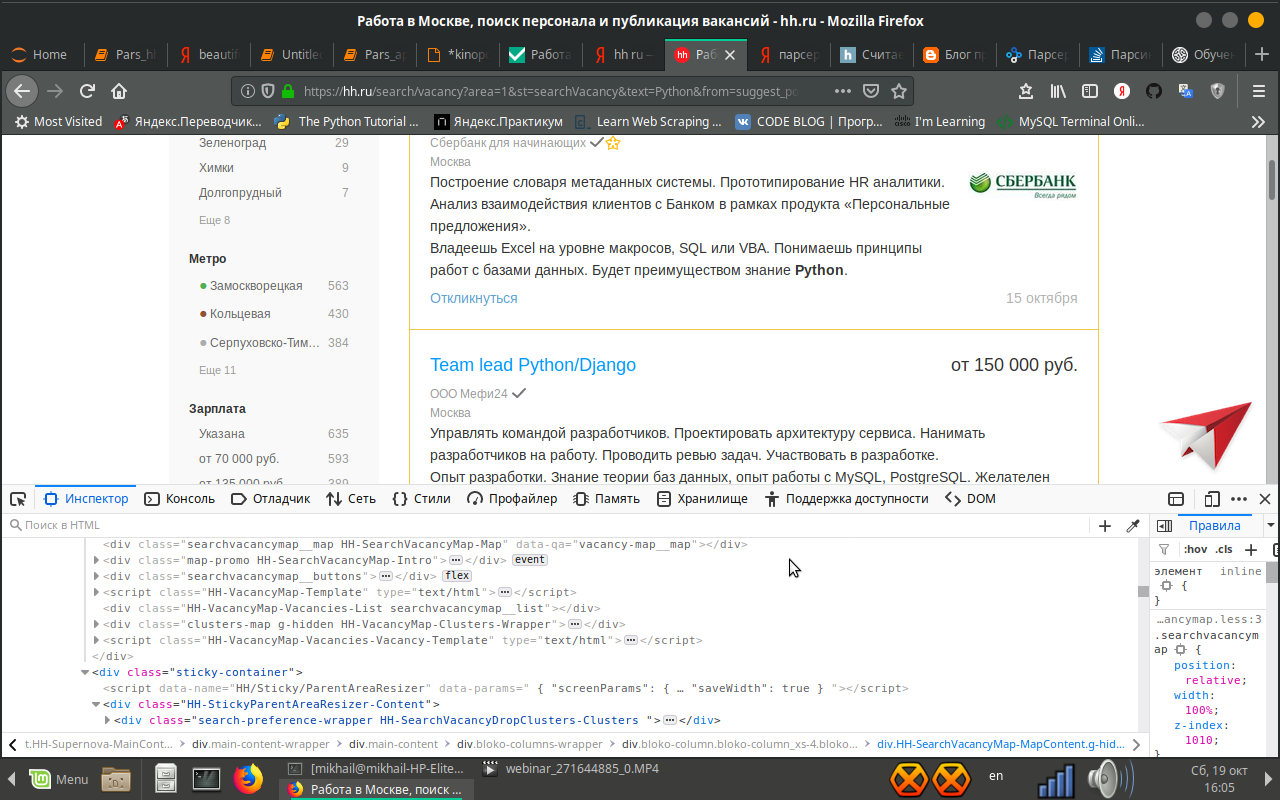 Работа в Москве, поиск персонала и публикация вакансий - hh.ru - Mozilla Firefox
Home
Pars_hh
beautif
Untitled
Pars_ap
*kinopo
Работа
hh ru –
Раб
парсер
Считае
Блог пр
Парсер
Парсин
Обучен
https://hh.ru/search/vacancy?area=1&st=searchVacancy&text=Python&from=suggest_po
Most Visited
Яндекс.Переводчик...
The Python Tutorial ...
Яндекс.Практикум
Learn Web Scraping ...
CODE BLOG | Прогр...
I'm Learning
MySQL Terminal Onli...
Зеленоград 29
Химки 9
Долгопрудный 7
Еще 8
Метро
Замоскворецкая 563
Кольцевая 430
Серпуховско-Тим... 384
Еще 11
Зарплата
Указана 635
от 70 000 руб. 593
от 135 000 руб. 389
Сбербанк для начинающих
Москва
Построение словаря метаданных системы. Прототипирование HR аналитики.
Анализ взаимодействия клиентов с Банком в рамках продукта «Персональные
предложения».
Владеешь Excel на уровне макросов, SQL или VBA. Понимаешь принципы
работ с базами данных. Будет преимуществом знание Python.
СБЕРБАНК
Всегда рядом
Откликнуться 15 октября
Team lead Python/Django от 150 000 руб.
ООО Мефи24
Москва
Управлять командой разработчиков. Проектировать архитектуру сервиса. Нанимать
разработчиков на работу. Проводить ревью задач. Участвовать в разработке.
Опыт разработки. Знание теории баз данных, опыт работы с MySQL, PostgreSQL. Желателен
Инспектор
Консоль
Отладчик
Сеть
Стили
Профайлер
Память
Хранилище
Поддержка доступности
DOM
Поиск в HTML
<div class="searchvacancymap__map HH-SearchVacancyMap-Map" data-qa="vacancy-map__map"></div>
<div class="map-promo HH-SearchVacancyMap-Intro">…</div> event
<div class="searchvacancymap__buttons">…</div> flex
<script class="HH-VacancyMap-Template" type="text/html">…</script>
<div class="HH-VacancyMap-Vacancies-List searchvacancymap__list"></div>
<div class="clusters-map g-hidden HH-VacancyMap-Clusters-Wrapper">…</div>
<script class="HH-VacancyMap-Vacancies-Vacancy-Template" type="text/html">…</script>
</div>
<div class="sticky-container">
<script data-name="HH/Sticky/ParentAreaResizer" data-params=" { "screenParams": { … "saveWidth": true } "></script>
<div class="HH-StickyParentAreaResizer-Content">
<div class="search-preference-wrapper HH-SearchVacancyDropClusters-Clusters ">…</div>
t.HH-Supernova-MainCont...
div.main-content-wrapper
div.main-content
div.bloko-columns-wrapper
div.bloko-column.bloko-column_xs-4.bloko...
div.HH-SearchVacancyMap-MapContent.g-hid...
Правила
:hov .cls
элемент inline
{
}
…ancymap.less:3
.searchvacancym
ap {
position:
relative;
width:
100%;
z-index:
1010;
}
Menu
[mikhail@mikhail-HP-Elite...
webinar_271644885_0.MP4
Работа в Москве, поиск ...
en
Сб, 19 окт
16:05